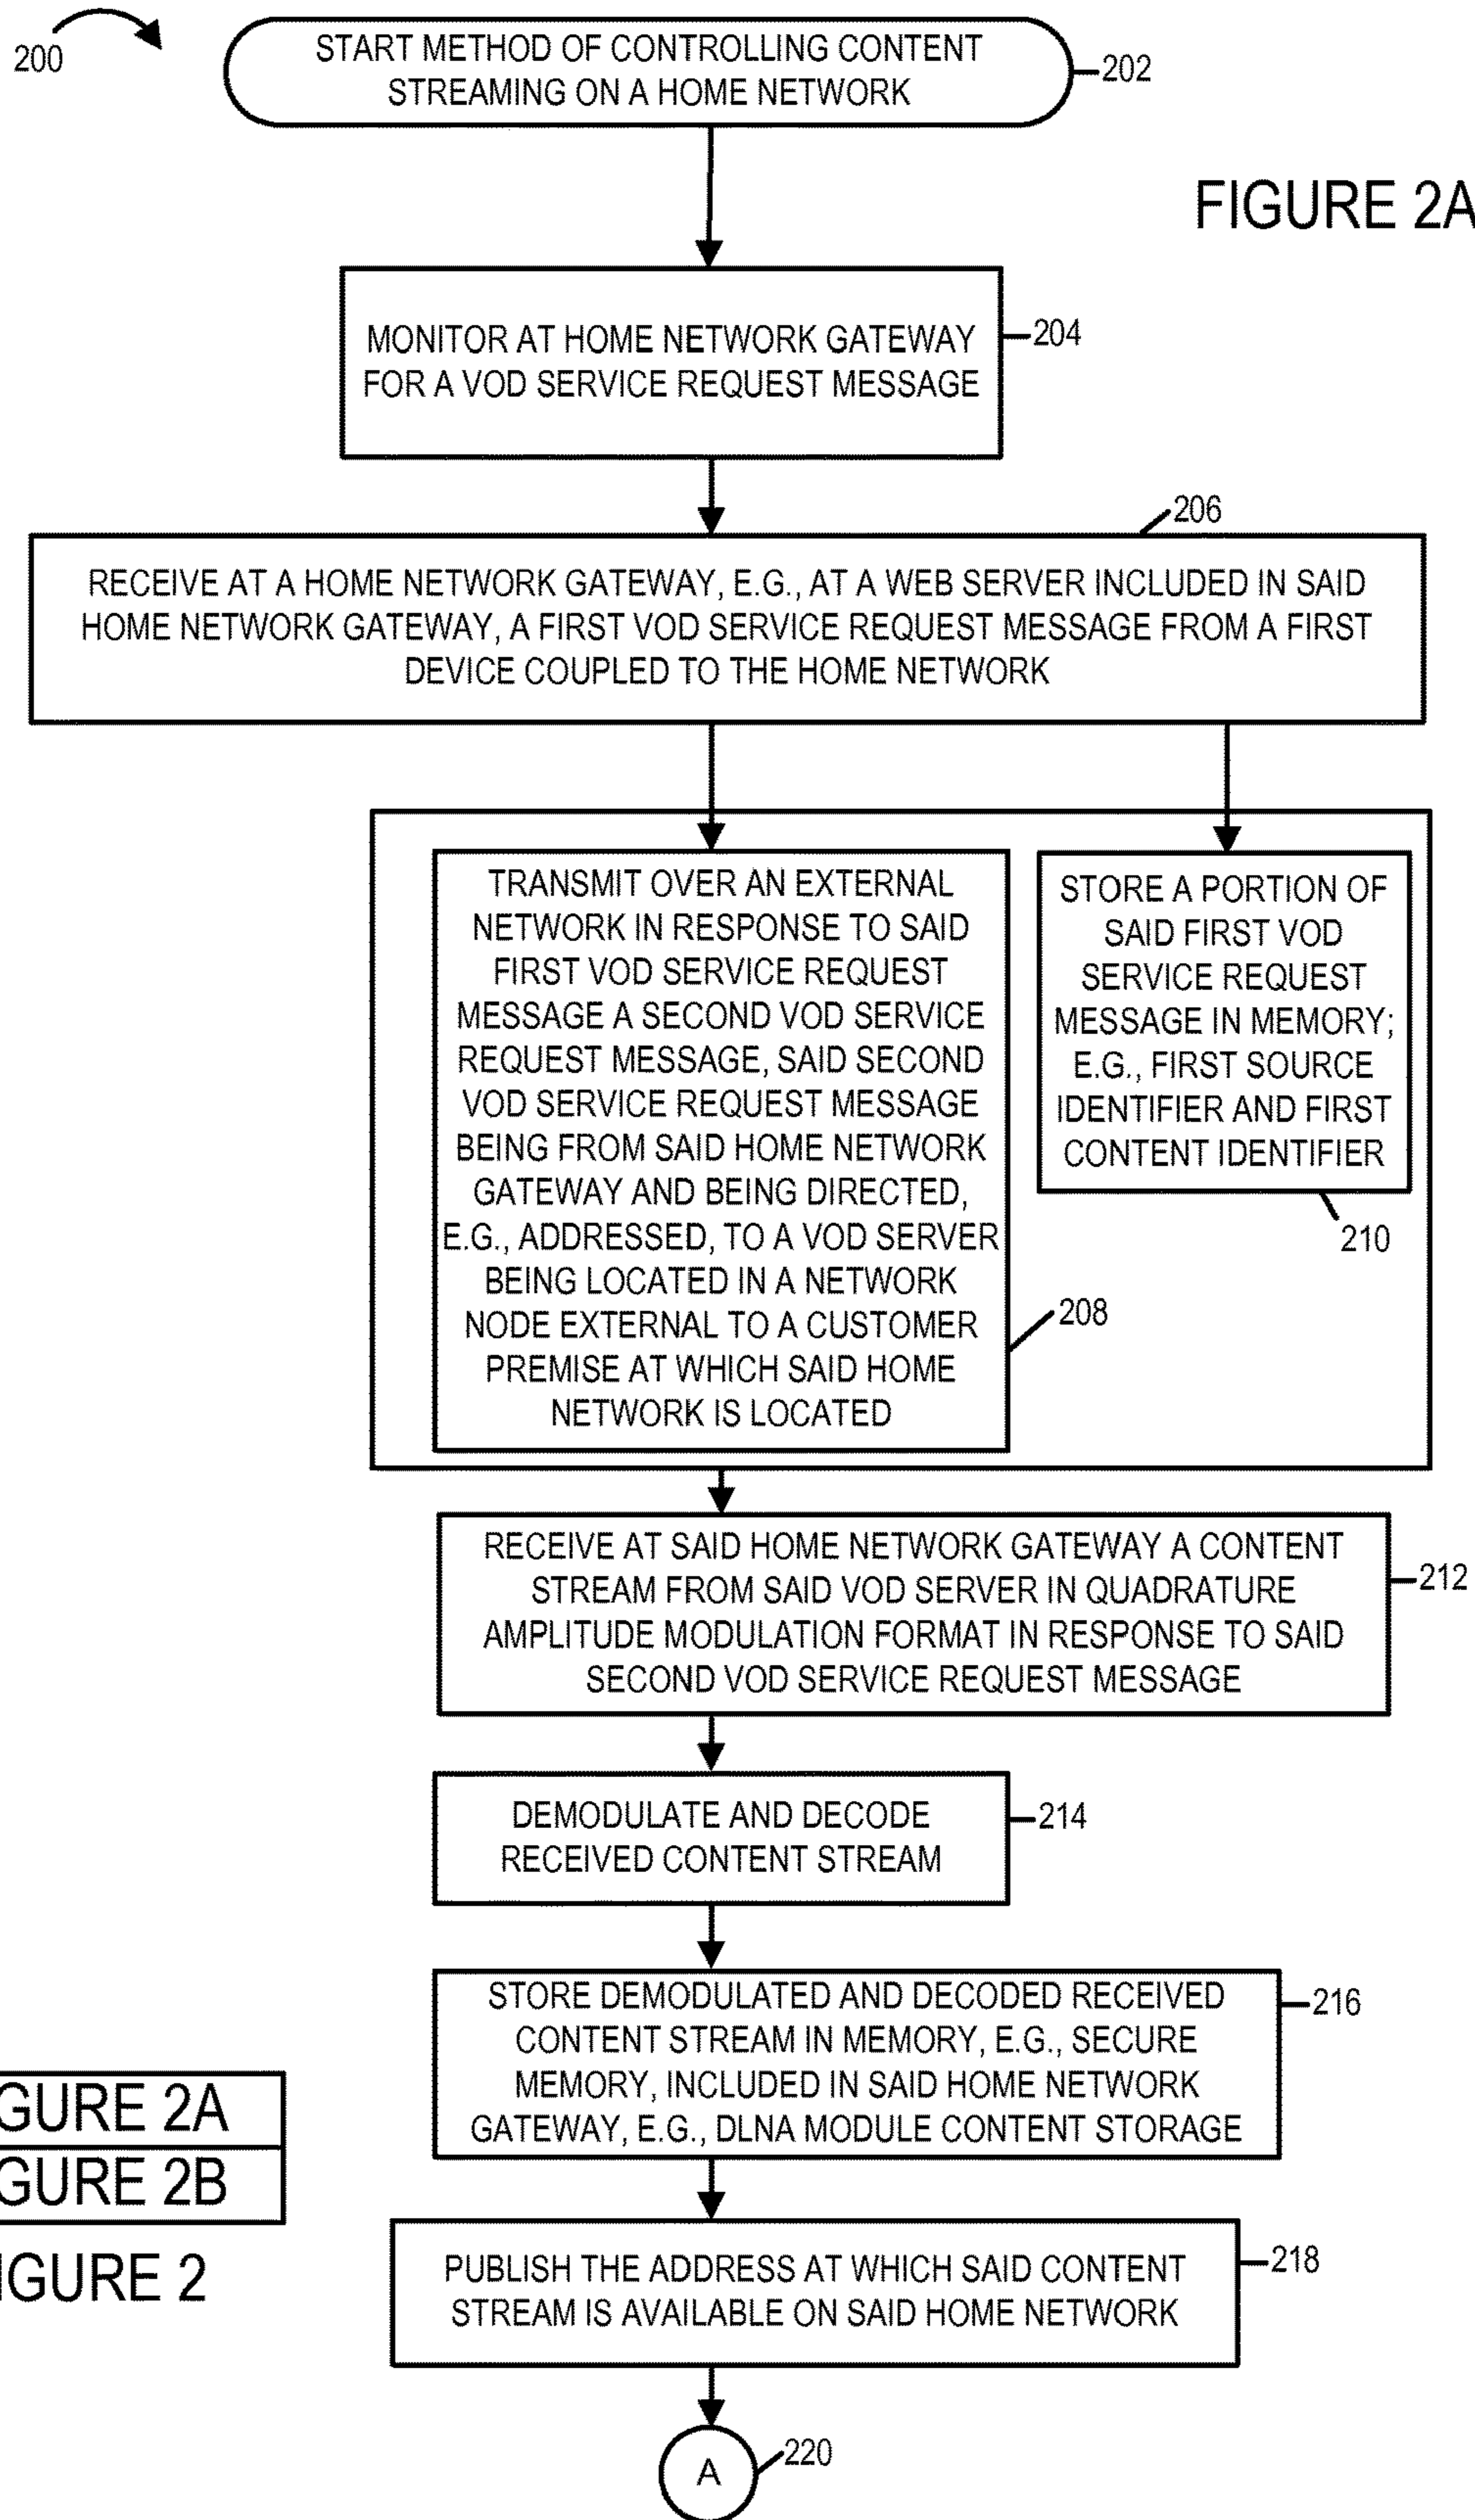 200
START METHOD OF CONTROLLING CONTENT
STREAMING ON A HOME NETWORK
202
FIGURE 2A
MONITOR AT HOME NETWORK GATEWAY
FOR A VOD SERVICE REQUEST MESSAGE
204
206
RECEIVE AT A HOME NETWORK GATEWAY, E.G., AT A WEB SERVER INCLUDED IN SAID
HOME NETWORK GATEWAY, A FIRST VOD SERVICE REQUEST MESSAGE FROM A FIRST
DEVICE COUPLED TO THE HOME NETWORK
TRANSMIT OVER AN EXTERNAL
NETWORK IN RESPONSE TO SAID
FIRST VOD SERVICE REQUEST
MESSAGE A SECOND VOD SERVICE
REQUEST MESSAGE, SAID SECOND
VOD SERVICE REQUEST MESSAGE
BEING FROM SAID HOME NETWORK
GATEWAY AND BEING DIRECTED,
E.G., ADDRESSED, TO A VOD SERVER
BEING LOCATED IN A NETWORK
NODE EXTERNAL TO A CUSTOMER
PREMISE AT WHICH SAID HOME
NETWORK IS LOCATED
208
STORE A PORTION OF
SAID FIRST VOD
SERVICE REQUEST
MESSAGE IN MEMORY;
E.G., FIRST SOURCE
IDENTIFIER AND FIRST
CONTENT IDENTIFIER
210
RECEIVE AT SAID HOME NETWORK GATEWAY A CONTENT
STREAM FROM SAID VOD SERVER IN QUADRATURE
AMPLITUDE MODULATION FORMAT IN RESPONSE TO SAID
SECOND VOD SERVICE REQUEST MESSAGE
212
DEMODULATE AND DECODE
RECEIVED CONTENT STREAM
214
STORE DEMODULATED AND DECODED RECEIVED
CONTENT STREAM IN MEMORY, E.G., SECURE
MEMORY, INCLUDED IN SAID HOME NETWORK
GATEWAY, E.G., DLNA MODULE CONTENT STORAGE
216
GURE 2A
GURE 2B
IGURE 2
PUBLISH THE ADDRESS AT WHICH SAID CONTENT
STREAM IS AVAILABLE ON SAID HOME NETWORK
218
A
220